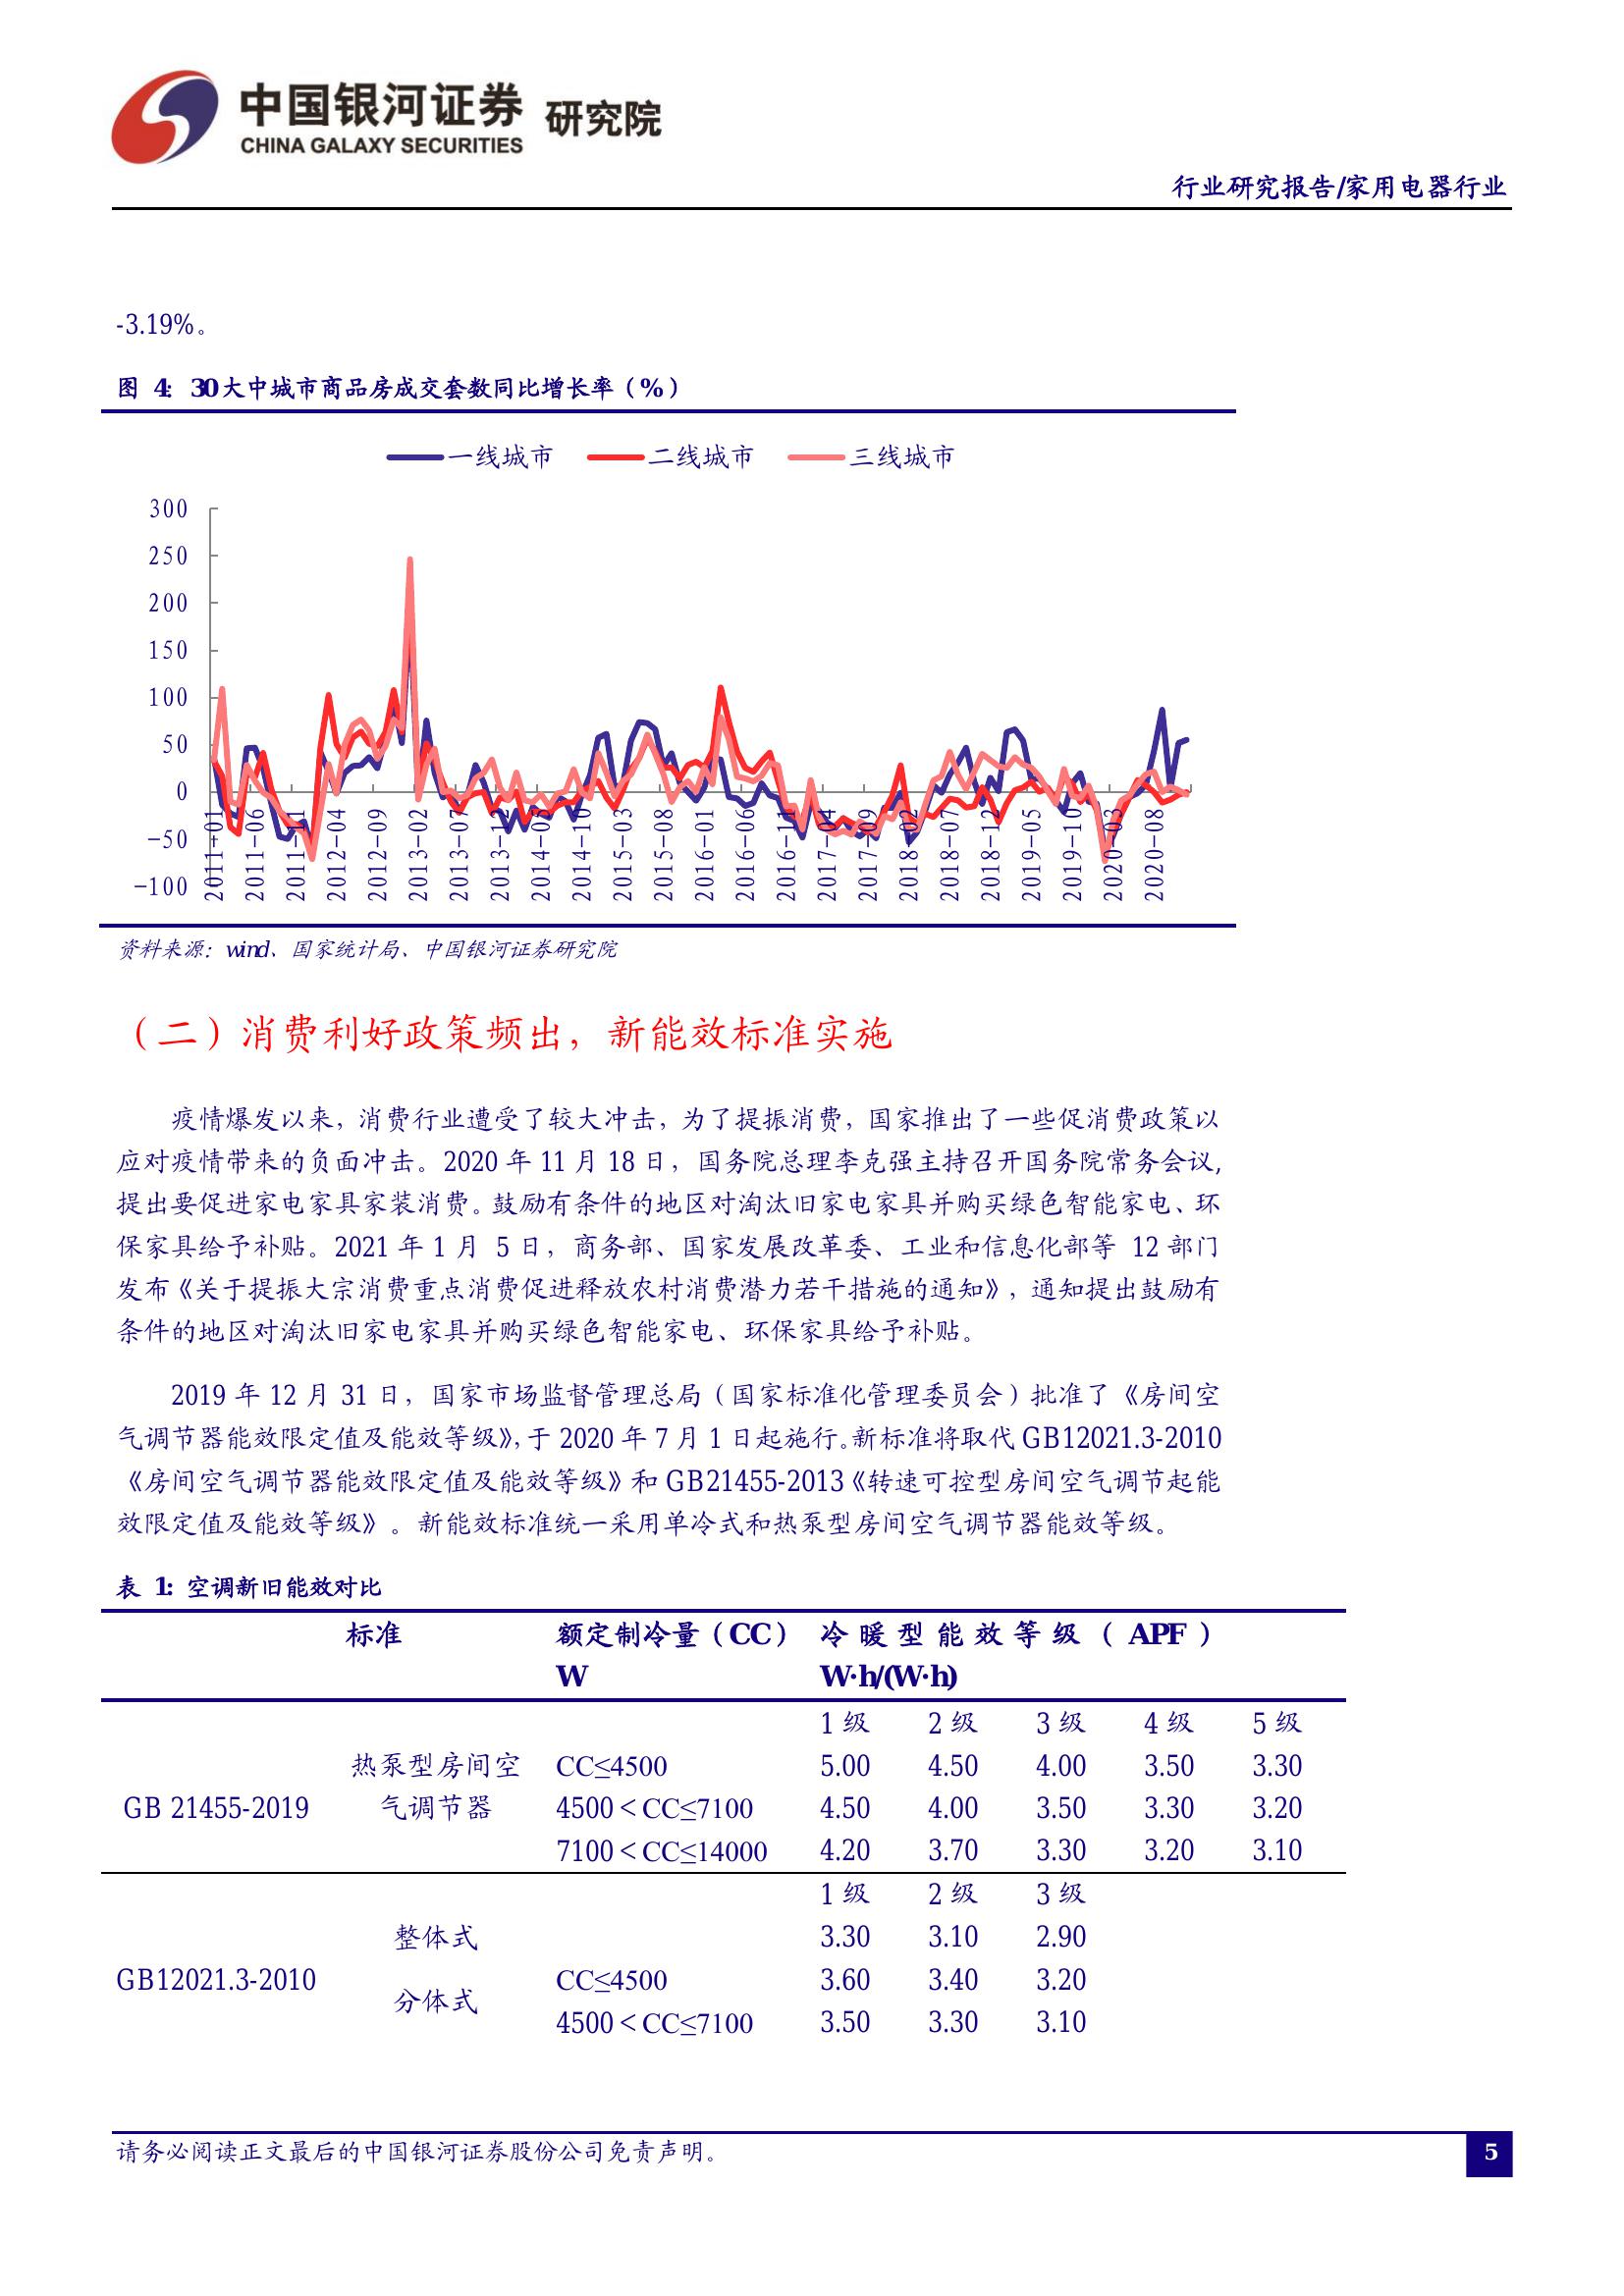 中国银河证券 研究院
CHINA GALAXY SECURITIES
行业研究报告/家用电器行业
-3.19%。
图 4: 30大中城市商品房成交套数同比增长率（%）
一线城市 二线城市 三线城市
300
250
200
150
100
50
0
-50
-100
2011-01 2011-06 2011-11 2012-04 2012-09 2013-02 2013-07 2013-12 2014-05 2014-10 2015-03 2015-08 2016-01 2016-06 2016-11 2017-04 2017-09 2018-02 2018-07 2018-12 2019-05 2019-10 2020-03 2020-08
资料来源：wind、国家统计局、中国银河证券研究院
（二）消费利好政策频出，新能效标准实施
疫情爆发以来，消费行业遭受了较大冲击，为了提振消费，国家推出了一些促消费政策以
应对疫情带来的负面冲击。2020 年 11 月 18 日，国务院总理李克强主持召开国务院常务会议，
提出要促进家电家具家装消费。鼓励有条件的地区对淘汰旧家电家具并购买绿色智能家电、环
保家具给予补贴。2021 年 1 月 5 日，商务部、国家发展改革委、工业和信息化部等 12 部门
发布《关于提振大宗消费重点消费促进释放农村消费潜力若干措施的通知》，通知提出鼓励有
条件的地区对淘汰旧家电家具并购买绿色智能家电、环保家具给予补贴。
2019 年 12 月 31 日，国家市场监督管理总局（国家标准化管理委员会）批准了《房间空
气调节器能效限定值及能效等级》，于 2020 年 7 月 1 日起施行。新标准将取代 GB12021.3-2010
《房间空气调节器能效限定值及能效等级》和 GB21455-2013《转速可控型房间空气调节起能
效限定值及能效等级》。新能效标准统一采用单冷式和热泵型房间空气调节器能效等级。
表 1: 空调新旧能效对比
标准 额定制冷量（CC） 冷暖型能效等级（APF）
W W·h/(W·h)
1 级 2 级 3 级 4 级 5 级
热泵型房间空 CC≤4500 5.00 4.50 4.00 3.50 3.30
GB 21455-2019 气调节器 4500＜CC≤7100 4.50 4.00 3.50 3.30 3.20
7100＜CC≤14000 4.20 3.70 3.30 3.20 3.10
1 级 2 级 3 级
整体式 3.30 3.10 2.90
GB12021.3-2010 CC≤4500 3.60 3.40 3.20
分体式
4500＜CC≤7100 3.50 3.30 3.10
请务必阅读正文最后的中国银河证券股份公司免责声明。
5